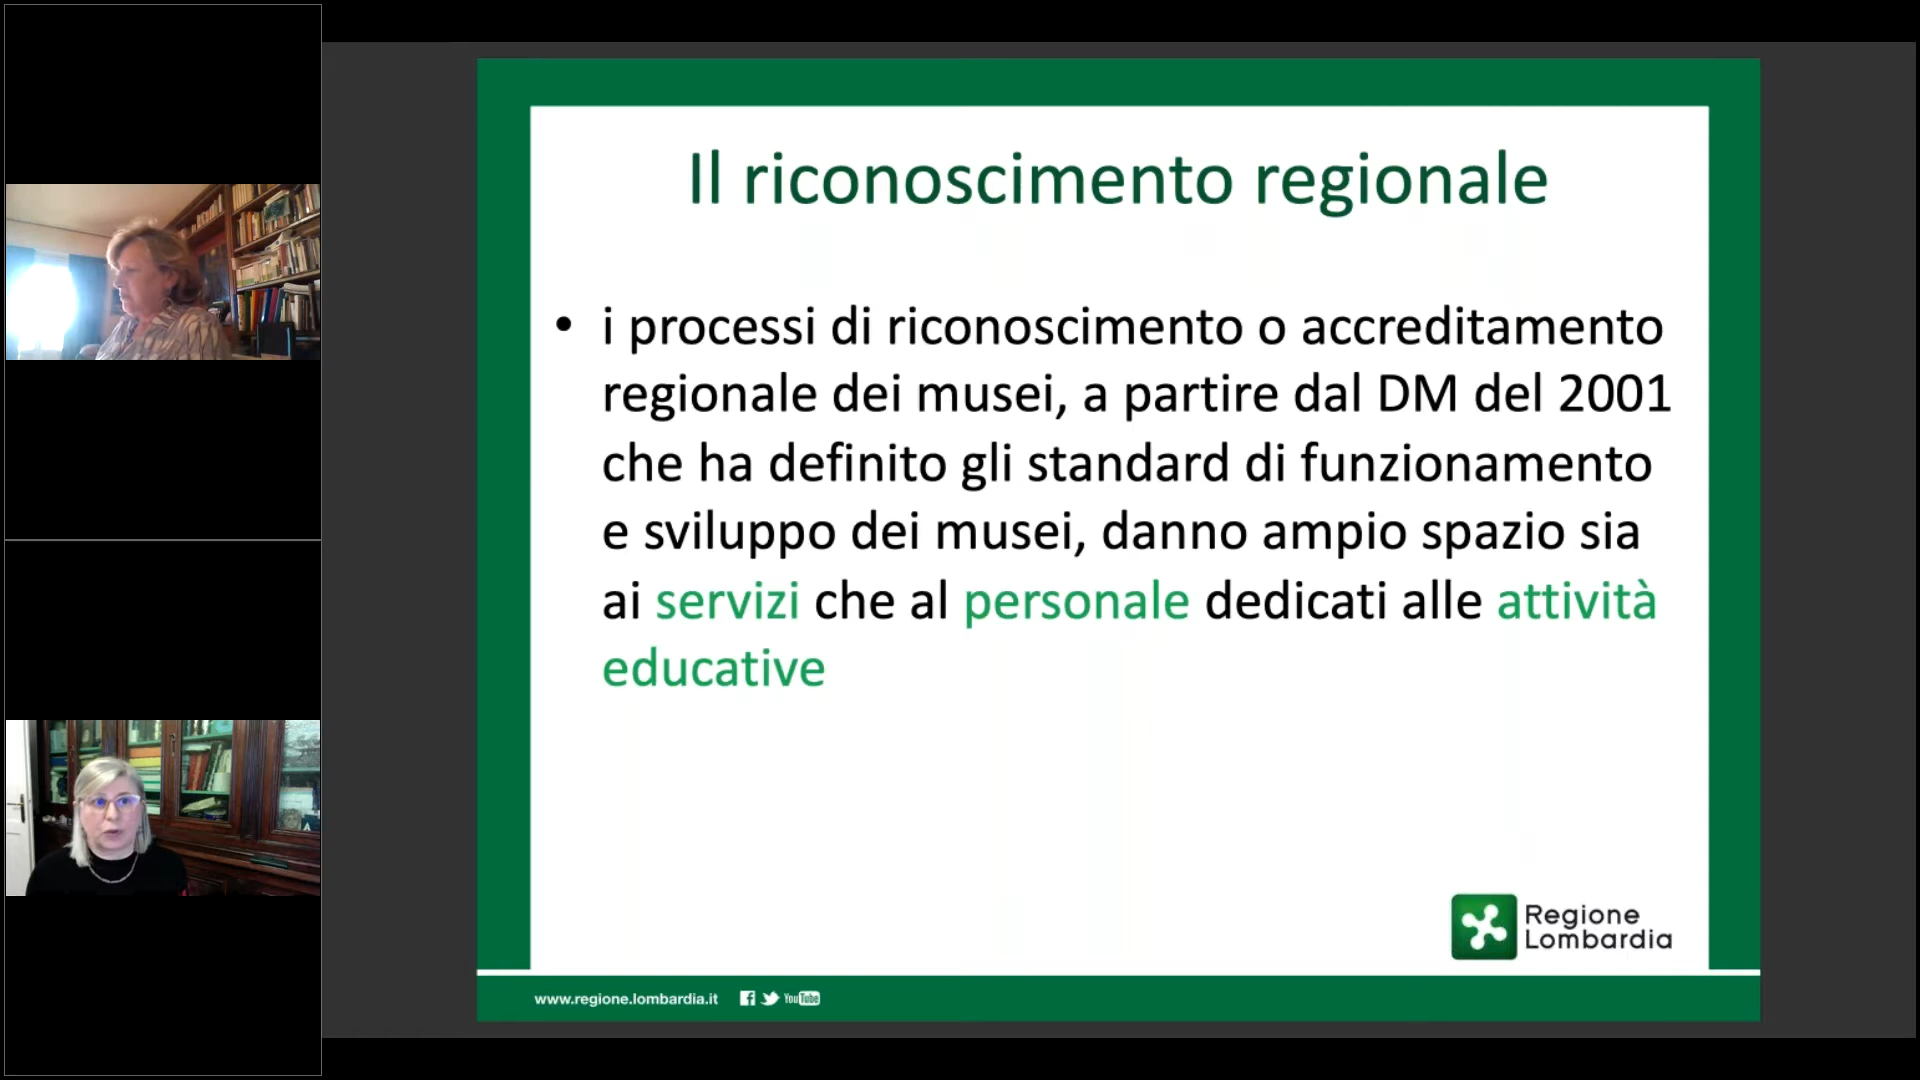 Il riconoscimento regionale
• i processi di riconoscimento o accreditamento
regionale dei musei, a partire dal DM del 2001
che ha definito gli standard di funzionamento
e sviluppo dei musei, danno ampio spazio sia
ai servizi che al personale dedicati alle attività
educative
Regione
Lombardia
www.regione.lombardia.it
YouTube